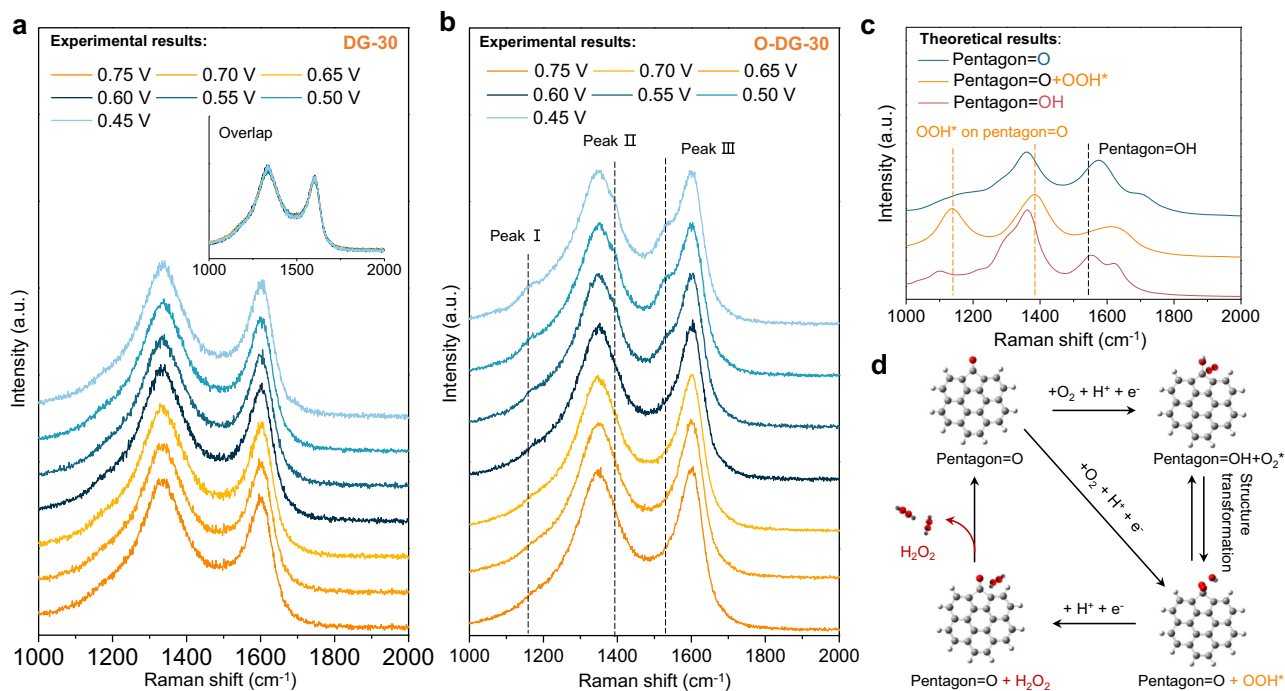 a
Experimental results:
DG-30
0.75 V 0.70 V 0.65 V
0.60 V 0.55 V 0.50 V
0.45 V
Overlap
1000 1500 2000
Intensity (a.u.)
1000 1200 1400 1600 1800 2000
Raman shift (cm⁻¹)
b
Experimental results:
O-DG-30
0.75 V 0.70 V 0.65 V
0.60 V 0.55 V 0.50 V
0.45 V
Peak Ⅱ
Peak Ⅲ
Peak Ⅰ
Intensity (a.u.)
1000 1200 1400 1600 1800 2000
Raman shift (cm⁻¹)
c
Theoretical results:
Pentagon=O
Pentagon=O+OOH*
Pentagon=OH
OOH* on pentagon=O
Pentagon=OH
Intensity (a.u.)
1000 1200 1400 1600 1800 2000
Raman shift (cm⁻¹)
d
+O₂ + H⁺ + e⁻
Pentagon=O
Pentagon=OH+O₂*
+O₂ + H⁺ + e⁻
Structure
transformation
H₂O₂
+ H⁺ + e⁻
Pentagon=O + H₂O₂
Pentagon=O + OOH*